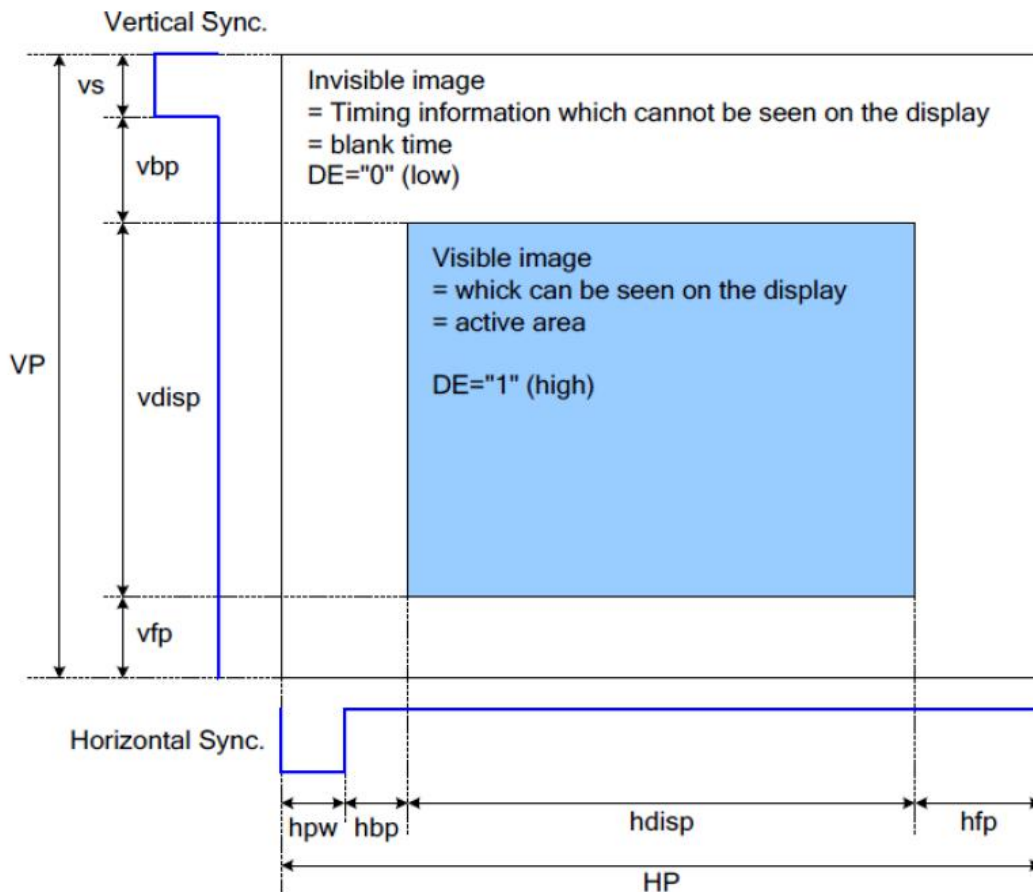 Vertical Sync.
vs
Invisible image
= Timing information which cannot be seen on the display
= blank time
DE="0" (low)
vbp
Visible image
= whick can be seen on the display
= active area
DE="1" (high)
VP
vdisp
vfp
Horizontal Sync.
hpw
hbp
hdisp
hfp
HP